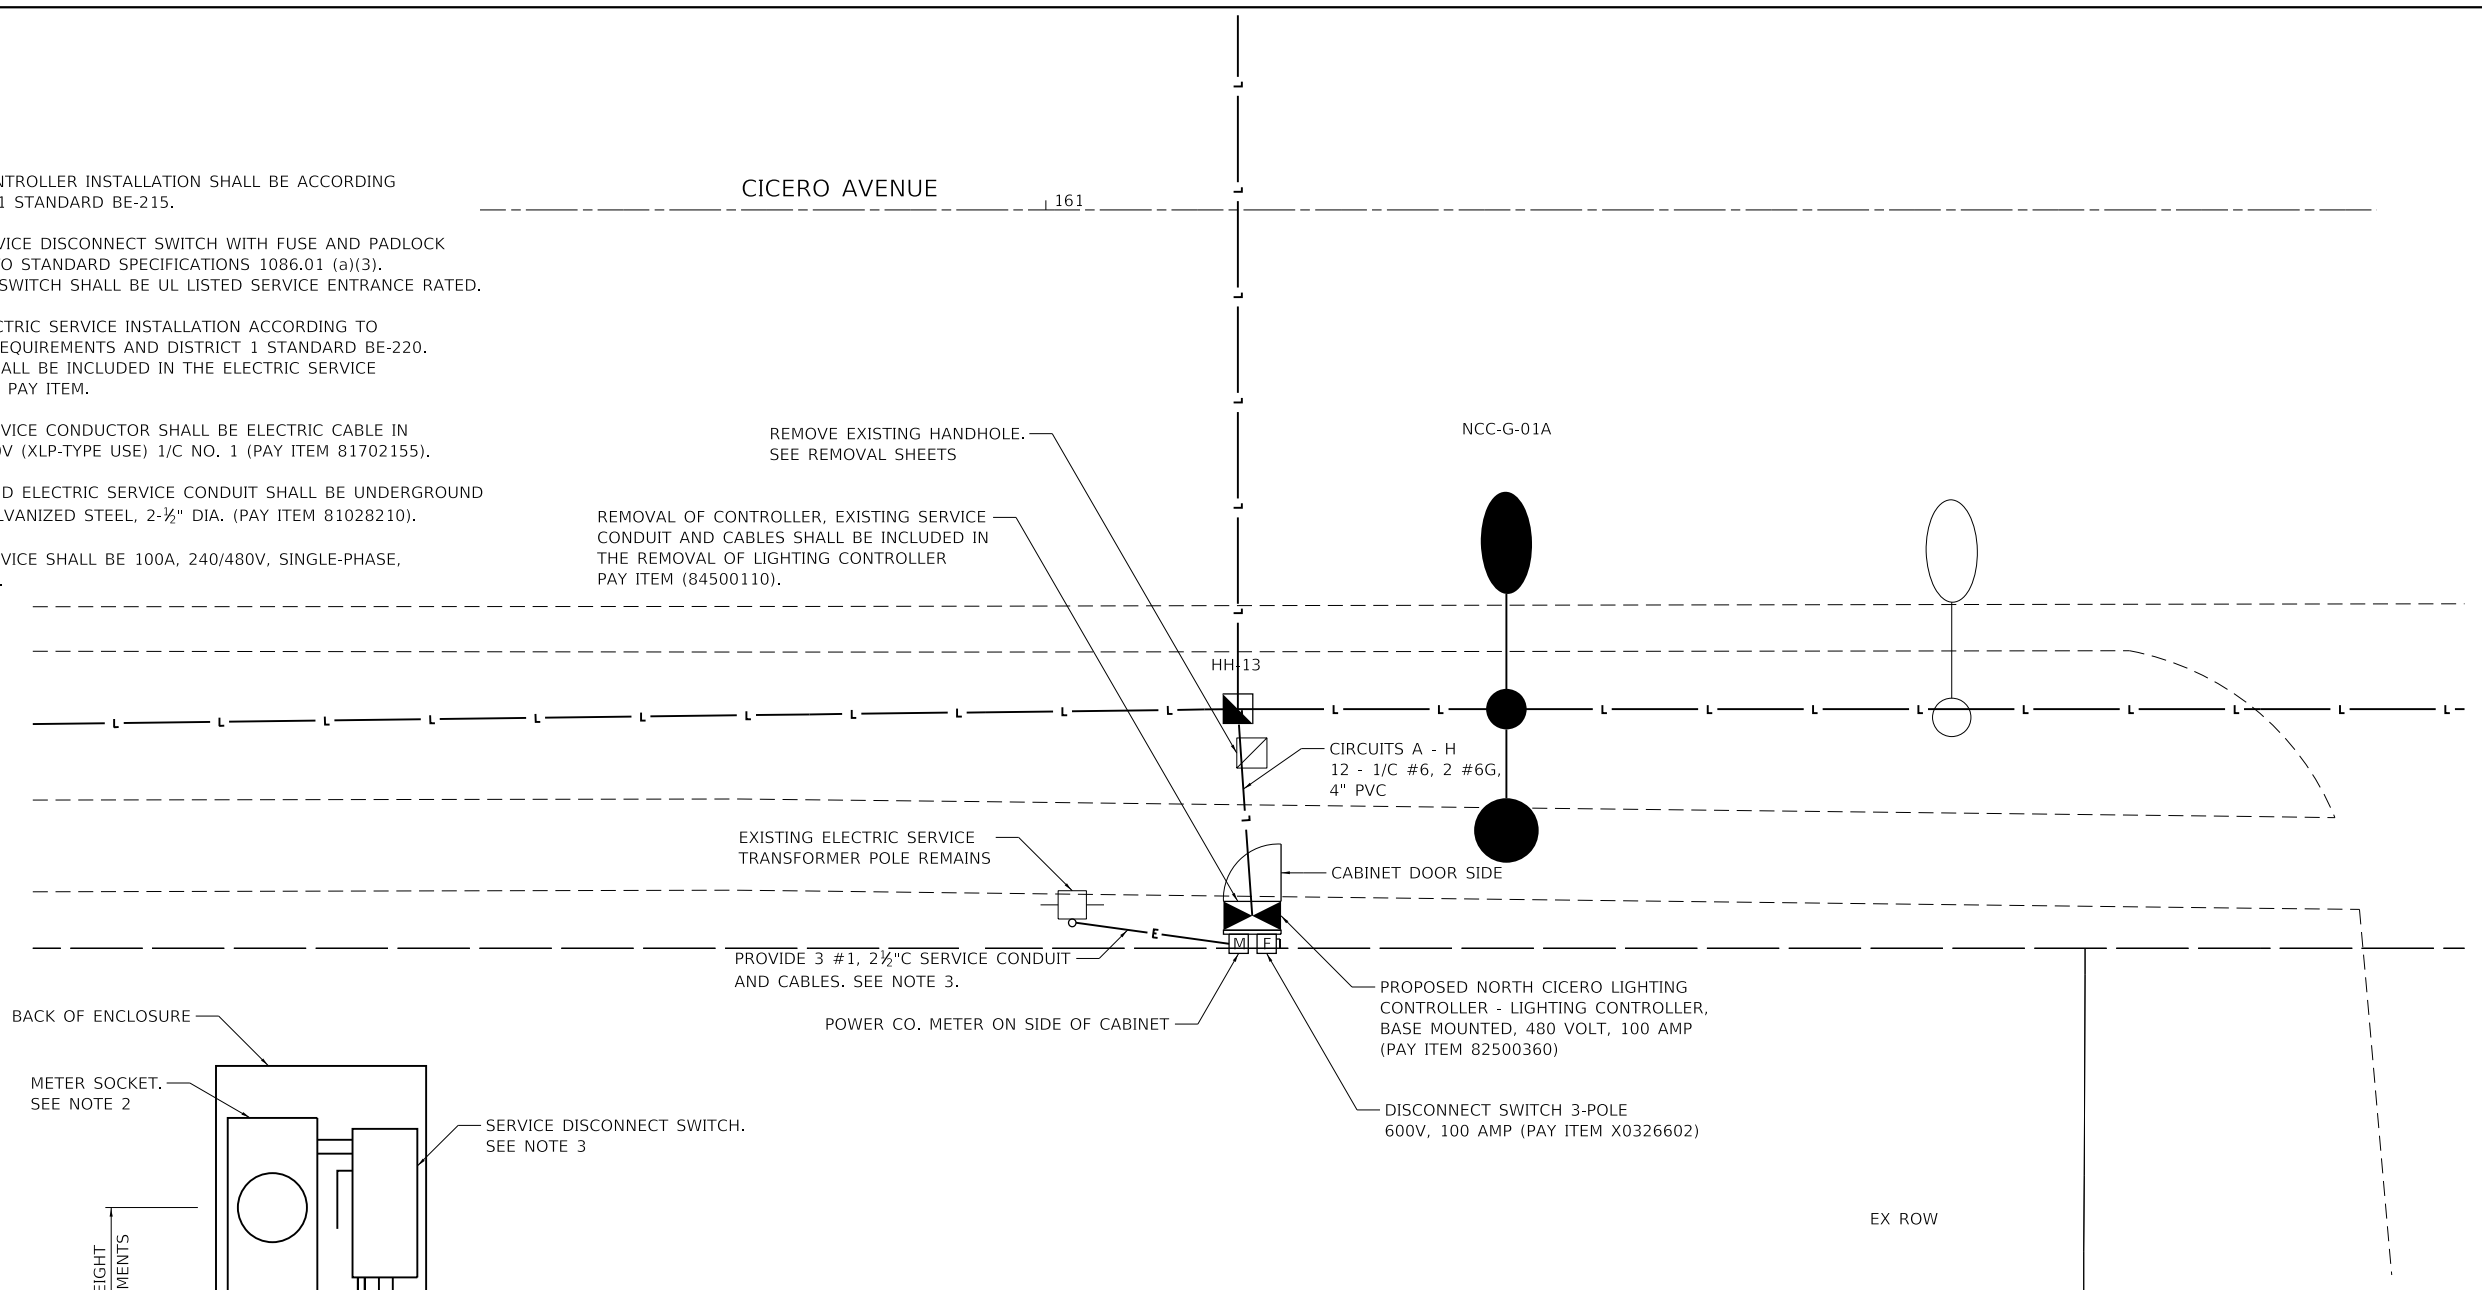 NTROLLER INSTALLATION SHALL BE ACCORDING
1 STANDARD BE-215.
VICE DISCONNECT SWITCH WITH FUSE AND PADLOCK
O STANDARD SPECIFICATIONS 1086.01 (a)(3).
SWITCH SHALL BE UL LISTED SERVICE ENTRANCE RATED.
CTRIC SERVICE INSTALLATION ACCORDING TO
EQUIREMENTS AND DISTRICT 1 STANDARD BE-220.
ALL BE INCLUDED IN THE ELECTRIC SERVICE
PAY ITEM.
VICE CONDUCTOR SHALL BE ELECTRIC CABLE IN
0V (XLP-TYPE USE) 1/C NO. 1 (PAY ITEM 81702155).
D ELECTRIC SERVICE CONDUIT SHALL BE UNDERGROUND
LVANIZED STEEL, 2-½" DIA. (PAY ITEM 81028210).
VICE SHALL BE 100A, 240/480V, SINGLE-PHASE,
.
CICERO AVENUE
161
REMOVE EXISTING HANDHOLE.
SEE REMOVAL SHEETS
NCC-G-01A
REMOVAL OF CONTROLLER, EXISTING SERVICE
CONDUIT AND CABLES SHALL BE INCLUDED IN
THE REMOVAL OF LIGHTING CONTROLLER
PAY ITEM (84500110).
HH-13
L L L L L L
L L L L L L L L L L L
L L L L L L L L L L L
CIRCUITS A - H
12 - 1/C #6, 2 #6G,
4" PVC
L
EXISTING ELECTRIC SERVICE
TRANSFORMER POLE REMAINS
CABINET DOOR SIDE
E
M F
PROVIDE 3 #1, 2½"C SERVICE CONDUIT
AND CABLES. SEE NOTE 3.
POWER CO. METER ON SIDE OF CABINET
PROPOSED NORTH CICERO LIGHTING
CONTROLLER - LIGHTING CONTROLLER,
BASE MOUNTED, 480 VOLT, 100 AMP
(PAY ITEM 82500360)
DISCONNECT SWITCH 3-POLE
600V, 100 AMP (PAY ITEM X0326602)
BACK OF ENCLOSURE
METER SOCKET.
SEE NOTE 2
SERVICE DISCONNECT SWITCH.
SEE NOTE 3
EIGHT
MENTS
EX ROW